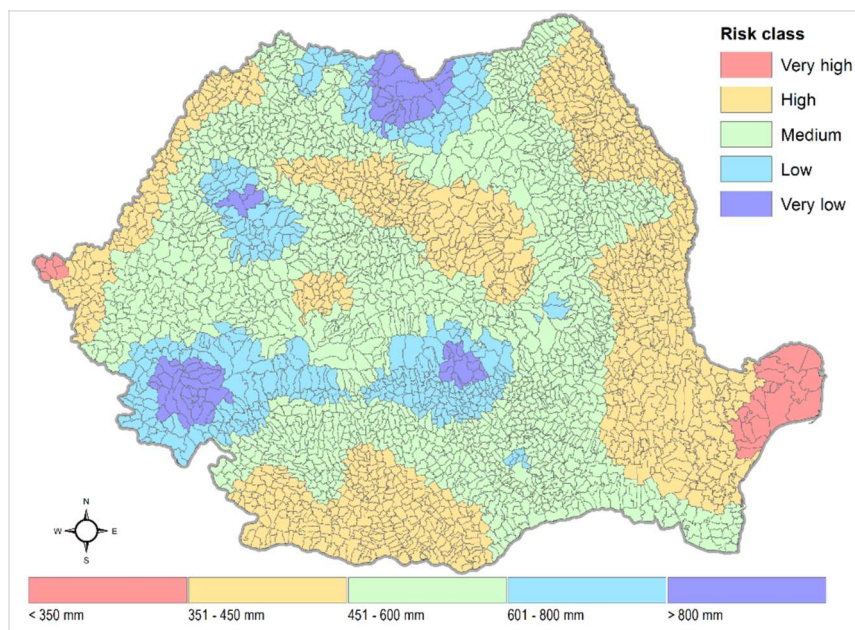 Risk class
Very high
High
Medium
Low
Very low
N
W E
S
< 350 mm 351 - 450 mm 451 - 600 mm 601 - 800 mm > 800 mm